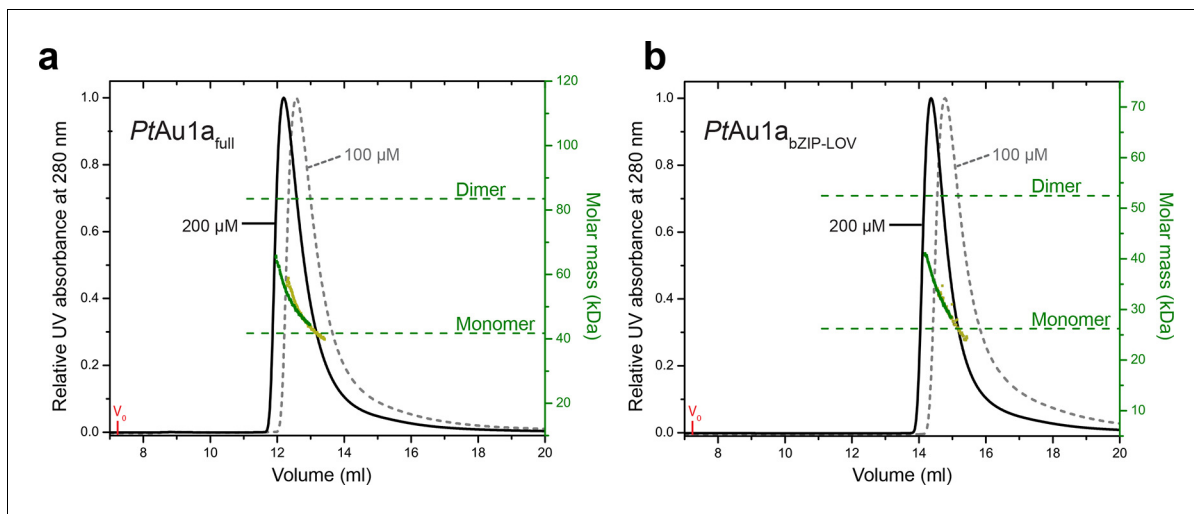 a
PtAu1a_full
Relative UV absorbance at 280 nm
1.0
0.8
0.6
0.4
0.2
0.0
100 µM
200 µM
Dimer
Monomer
V₀
Molar mass (kDa)
120
100
80
60
40
20
8 10 12 14 16 18 20
Volume (ml)
b
PtAu1a_bZIP-LOV
Relative UV absorbance at 280 nm
1.0
0.8
0.6
0.4
0.2
0.0
100 µM
200 µM
Dimer
Monomer
V₀
Molar mass (kDa)
70
60
50
40
30
20
10
8 10 12 14 16 18 20
Volume (ml)